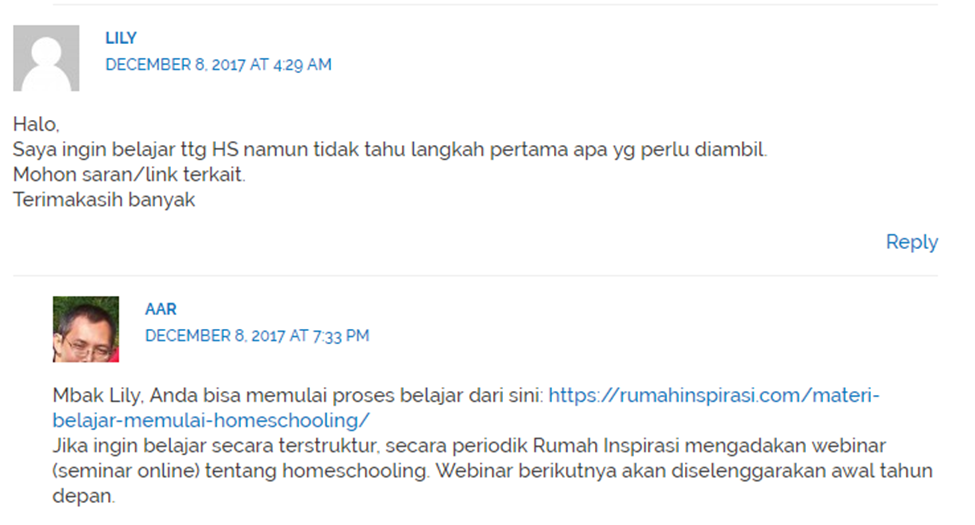 LILY
DECEMBER 8, 2017 AT 4:29 AM
Halo,
Saya ingin belajar ttg HS namun tidak tahu langkah pertama apa yg perlu diambil.
Mohon saran/link terkait.
Terimakasih banyak
Reply
AAR
DECEMBER 8, 2017 AT 7:33 PM
Mbak Lily, Anda bisa memulai proses belajar dari sini: https://rumahinspirasi.com/materi-
belajar-memulai-homeschooling/
Jika ingin belajar secara terstruktur, secara periodik Rumah Inspirasi mengadakan webinar
(seminar online) tentang homeschooling. Webinar berikutnya akan diselenggarakan awal tahun
depan.